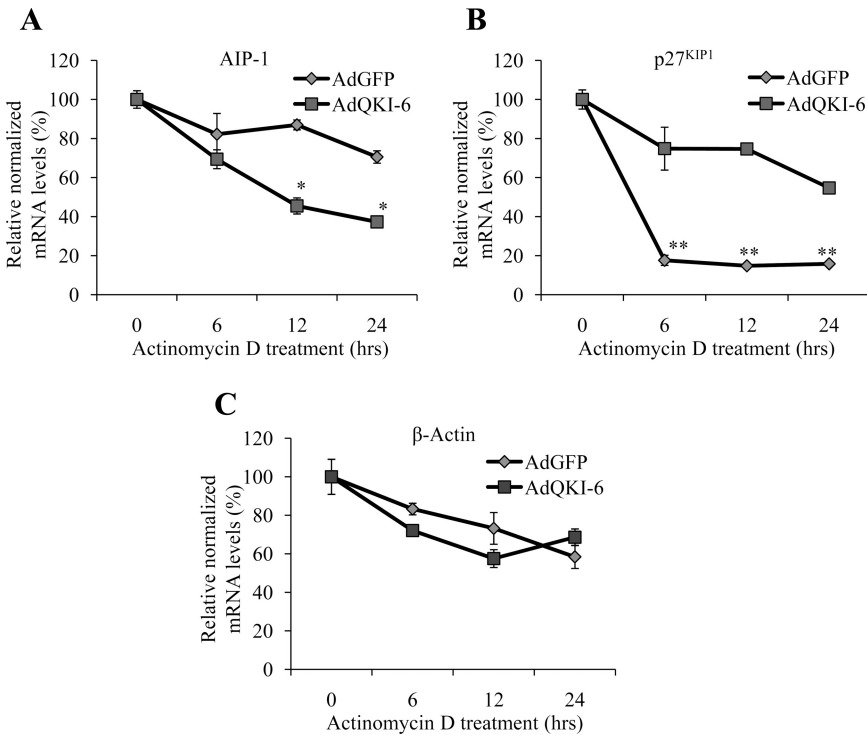 A
AIP-1
AdGFP
AdQKI-6
Relative normalized
mRNA levels (%)
120
100
80
60
40
20
0
*
*
0 6 12 24
Actinomycin D treatment (hrs)
B
p27KIP1
AdGFP
AdQKI-6
Relative normalized
mRNA levels (%)
120
100
80
60
40
20
0
** ** **
0 6 12 24
Actinomycin D treatment (hrs)
C
β-Actin
AdGFP
AdQKI-6
Relative normalized
mRNA levels (%)
120
100
80
60
40
20
0
0 6 12 24
Actinomycin D treatment (hrs)